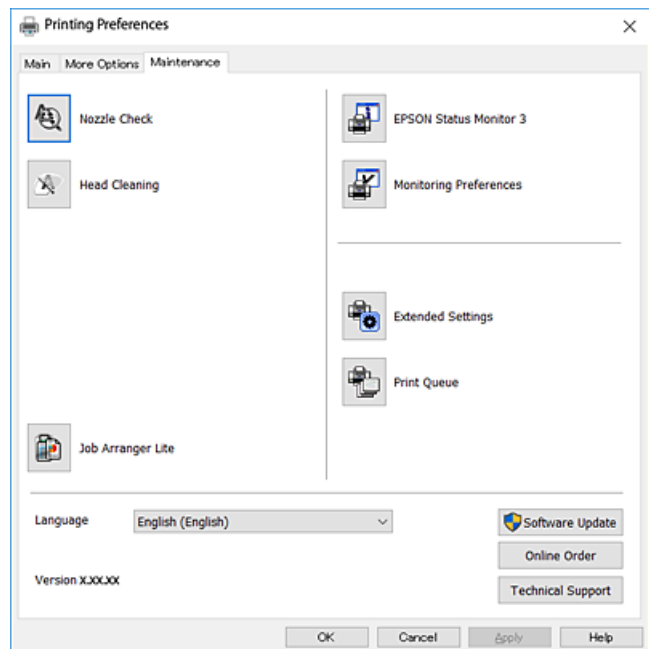 Printing Preferences
Main More Options Maintenance
Nozzle Check
EPSON Status Monitor 3
Head Cleaning
Monitoring Preferences
Extended Settings
Print Queue
Job Arranger Lite
Language English (English)
Software Update
Online Order
Version X.XX.XX
Technical Support
OK Cancel Apply Help